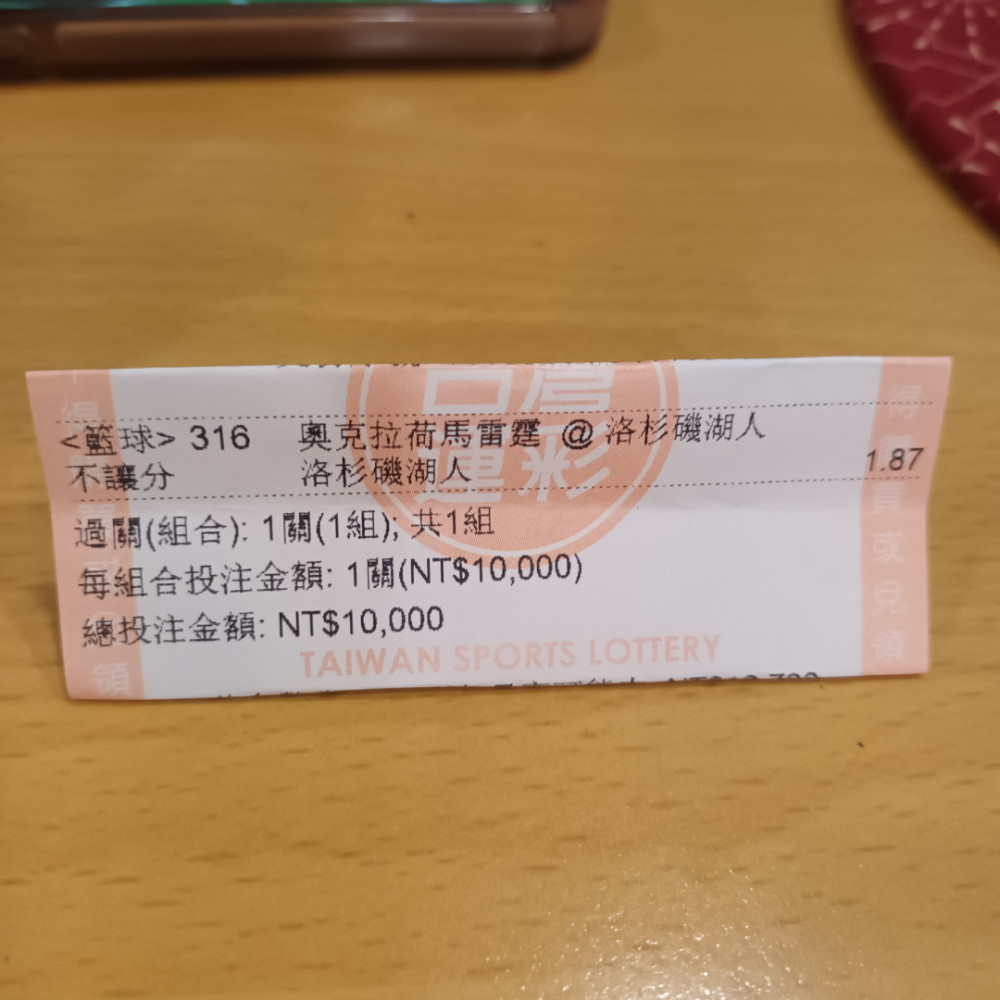 <籃球> 316 奧克拉荷馬雷霆 @ 洛杉磯湖人
不讓分 洛杉磯湖人 1.87
過關(組合): 1關(1組); 共1組
每組合投注金額: 1關(NT$10,000)
總投注金額: NT$10,000
TAIWAN SPORTS LOTTERY